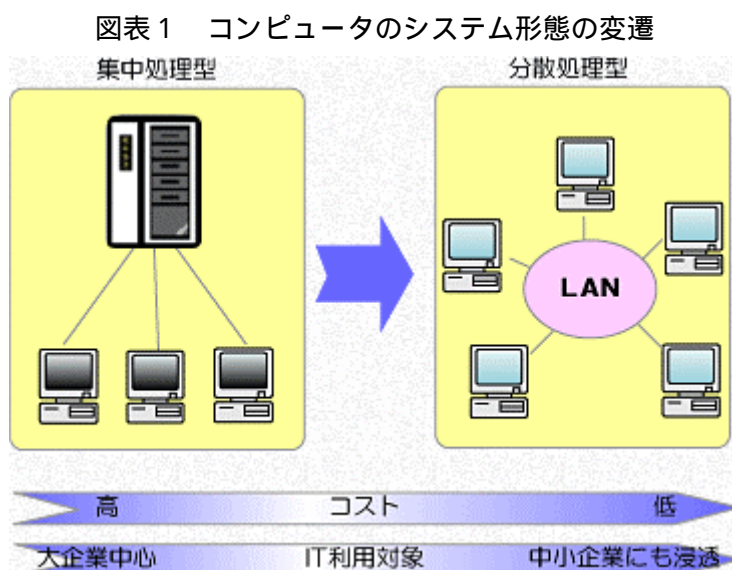 図表1 コンピュータのシステム形態の変遷
集中処理型
分散処理型
LAN
高 コスト 低
大企業中心 IT利用対象 中小企業にも浸透